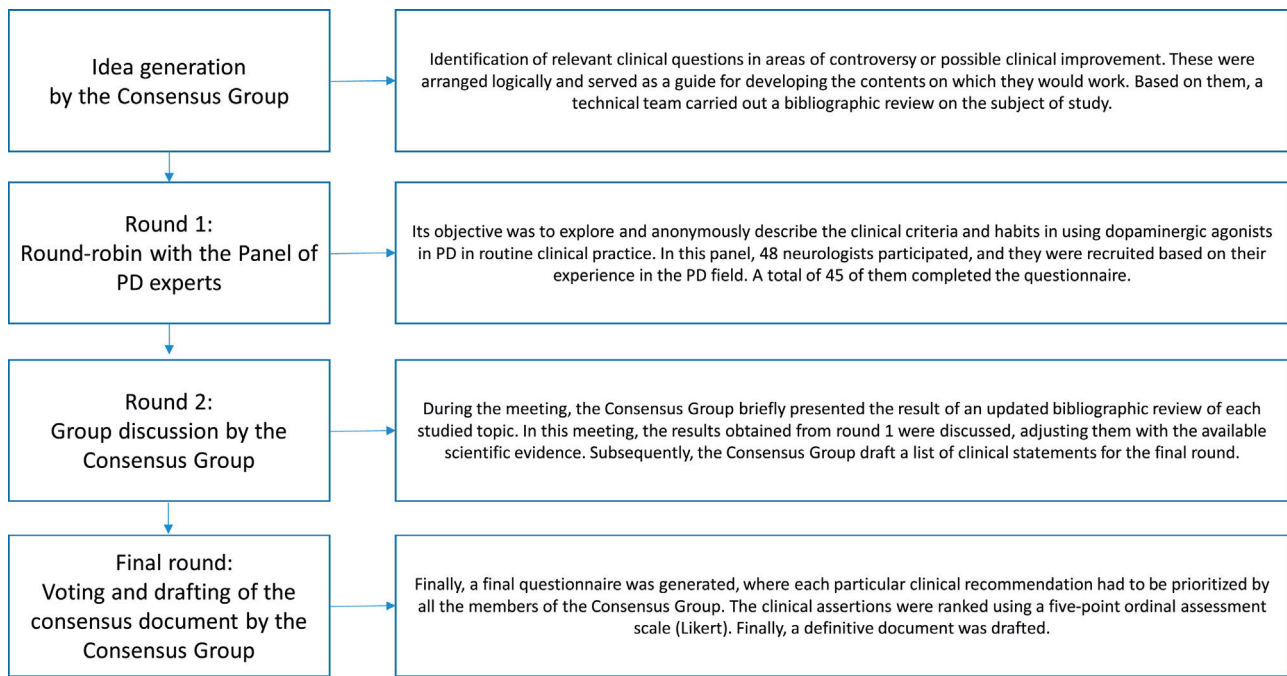 Idea generation
by the Consensus Group
Identification of relevant clinical questions in areas of controversy or possible clinical improvement. These were
arranged logically and served as a guide for developing the contents on which they would work. Based on them, a
technical team carried out a bibliographic review on the subject of study.
Round 1:
Round-robin with the Panel of
PD experts
Its objective was to explore and anonymously describe the clinical criteria and habits in using dopaminergic agonists
in PD in routine clinical practice. In this panel, 48 neurologists participated, and they were recruited based on their
experience in the PD field. A total of 45 of them completed the questionnaire.
Round 2:
Group discussion by the
Consensus Group
During the meeting, the Consensus Group briefly presented the result of an updated bibliographic review of each
studied topic. In this meeting, the results obtained from round 1 were discussed, adjusting them with the available
scientific evidence. Subsequently, the Consensus Group draft a list of clinical statements for the final round.
Final round:
Voting and drafting of the
consensus document by the
Consensus Group
Finally, a final questionnaire was generated, where each particular clinical recommendation had to be prioritized by
all the members of the Consensus Group. The clinical assertions were ranked using a five-point ordinal assessment
scale (Likert). Finally, a definitive document was drafted.